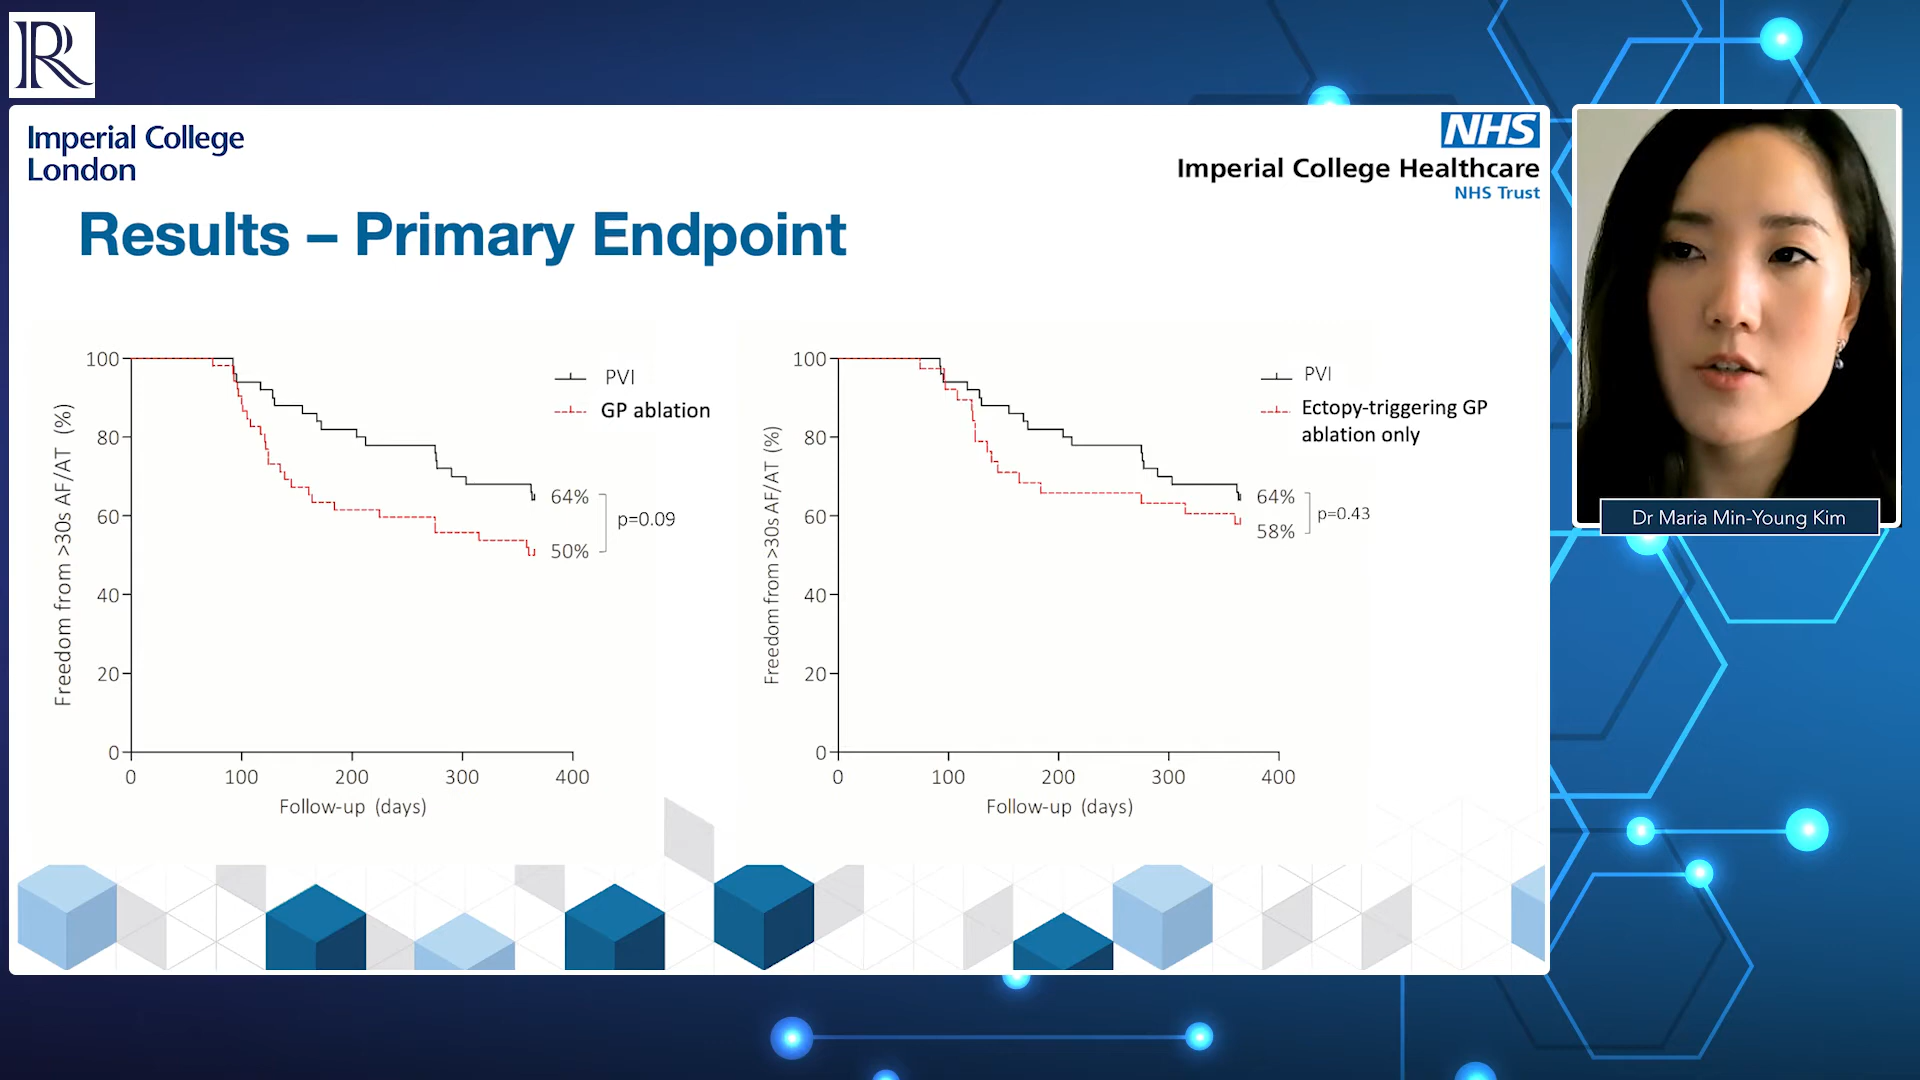 R
Imperial College
London
NHS
Imperial College Healthcare
NHS Trust
Results – Primary Endpoint
Freedom from >30s AF/AT (%)
100
80
60
40
20
0
0 100 200 300 400
Follow-up (days)
PVI
GP ablation
64%
50%
p=0.09
Freedom from >30s AF/AT (%)
100
80
60
40
20
0
0 100 200 300 400
Follow-up (days)
PVI
Ectopy-triggering GP
ablation only
64%
58%
p=0.43
Dr Maria Min-Young Kim